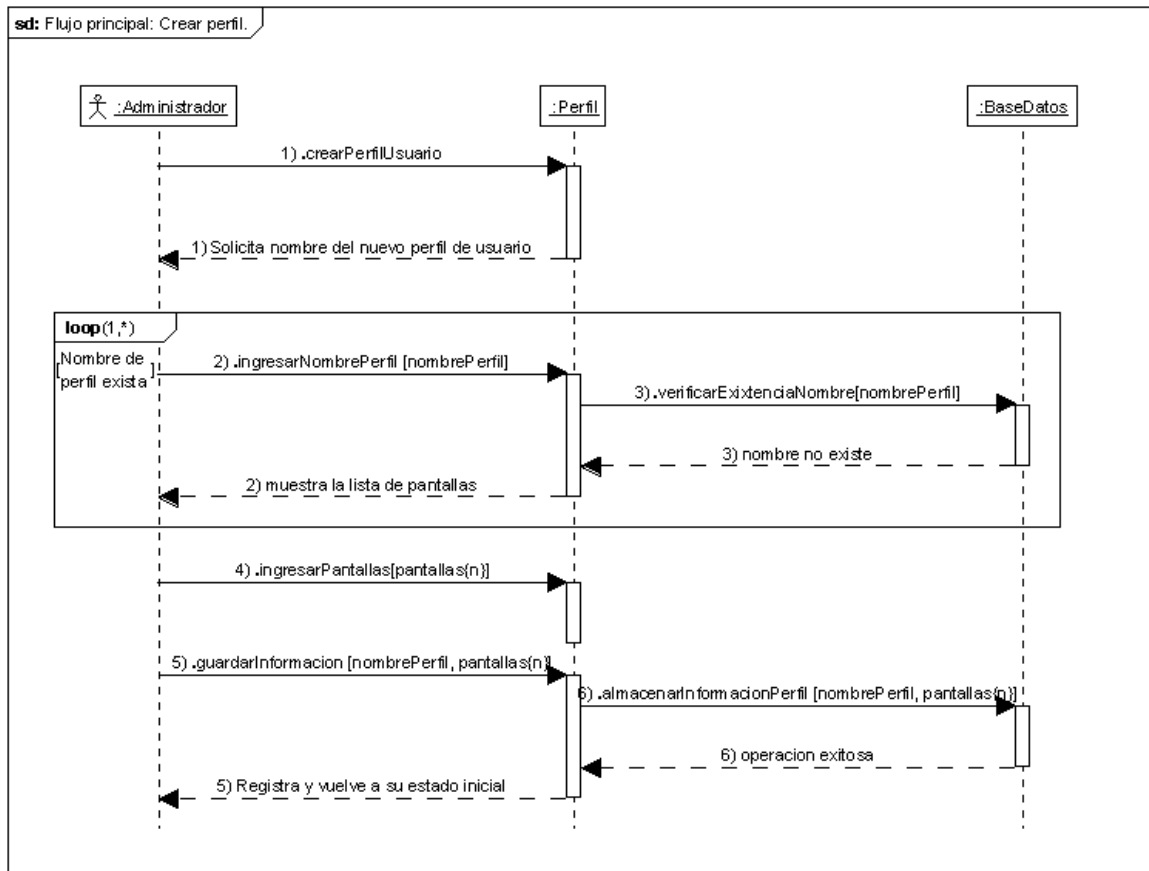 sd: Flujo principal: Crear perfil.
:Administrador
:Perfil
:BaseDatos
1) .crearPerfilUsuario
1) Solicita nombre del nuevo perfil de usuario
loop(1,*)
[Nombre de
perfil exista]
2) .ingresarNombrePerfil [nombrePerfil]
3) .verificarExixtenciaNombre[nombrePerfil]
3) nombre no existe
2) muestra la lista de pantallas
4) .ingresarPantallas[pantallas{n}]
5) .guardarInformacion [nombrePerfil, pantallas{n}]
6) .almacenarInformacionPerfil [nombrePerfil, pantallas{n}]
6) operacion exitosa
5) Registra y vuelve a su estado inicial